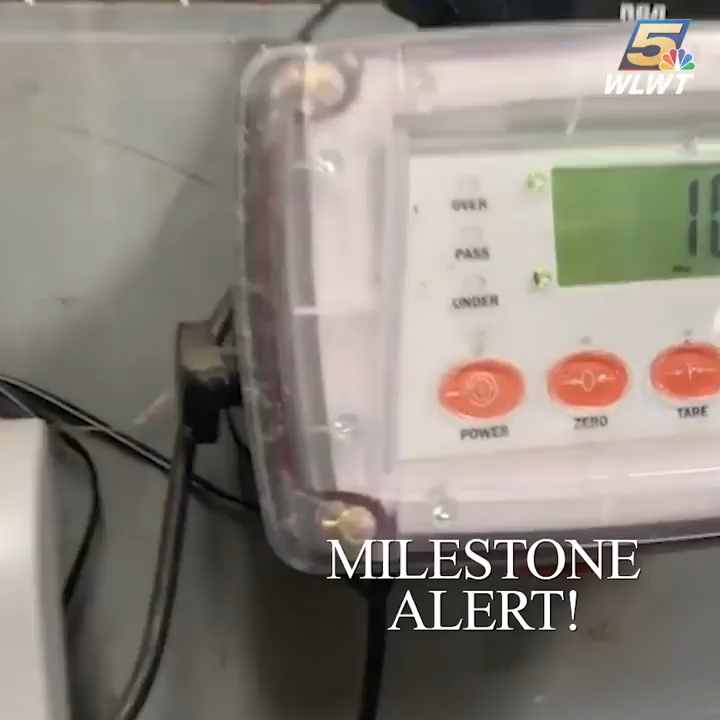 5
WLWT
OVER
PASS
UNDER
POWER
ZERO
TARE
MILESTONE
ALERT!